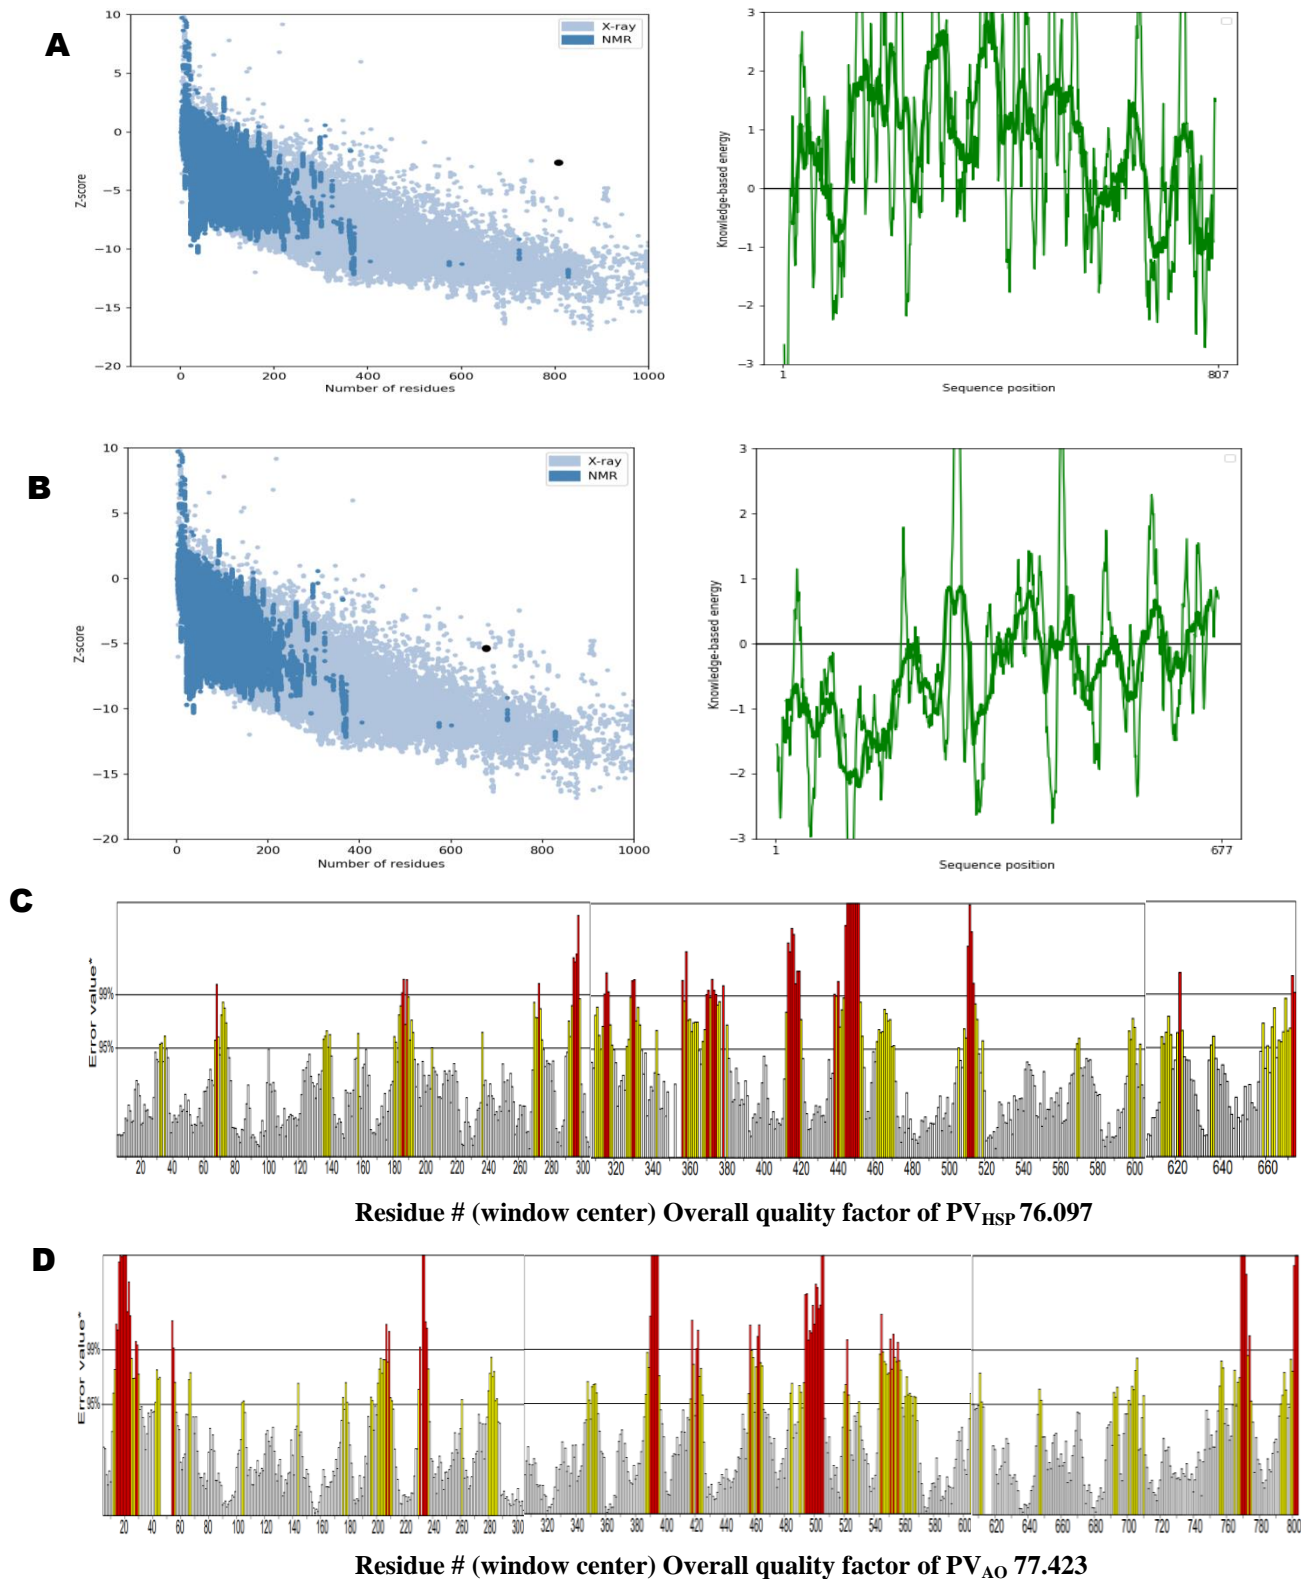 A
10
5
0
−5
−10
−15
−20
Z-score
X-ray
NMR
0 200 400 600 800 1000
Number of residues
3
2
1
0
−1
−2
−3
Knowledge-based energy
1 807
Sequence position
B
10
5
0
−5
−10
−15
−20
Z-score
X-ray
NMR
0 200 400 600 800 1000
Number of residues
3
2
1
0
−1
−2
−3
Knowledge-based energy
1 677
Sequence position
C
Error value*
99%
95%
20 40 60 80 100 120 140 160 180 200 220 240 260 280 300 320 340 360 380 400 420 440 460 480 500 520 540 560 580 600 620 640 660
Residue # (window center) Overall quality factor of PVHSP 76.097
D
Error value*
99%
95%
20 40 60 80 100 120 140 160 180 200 220 240 260 280 300 320 340 360 380 400 420 440 460 480 500 520 540 560 580 600 620 640 660 680 700 720 740 760 780 800
Residue # (window center) Overall quality factor of PVAO 77.423